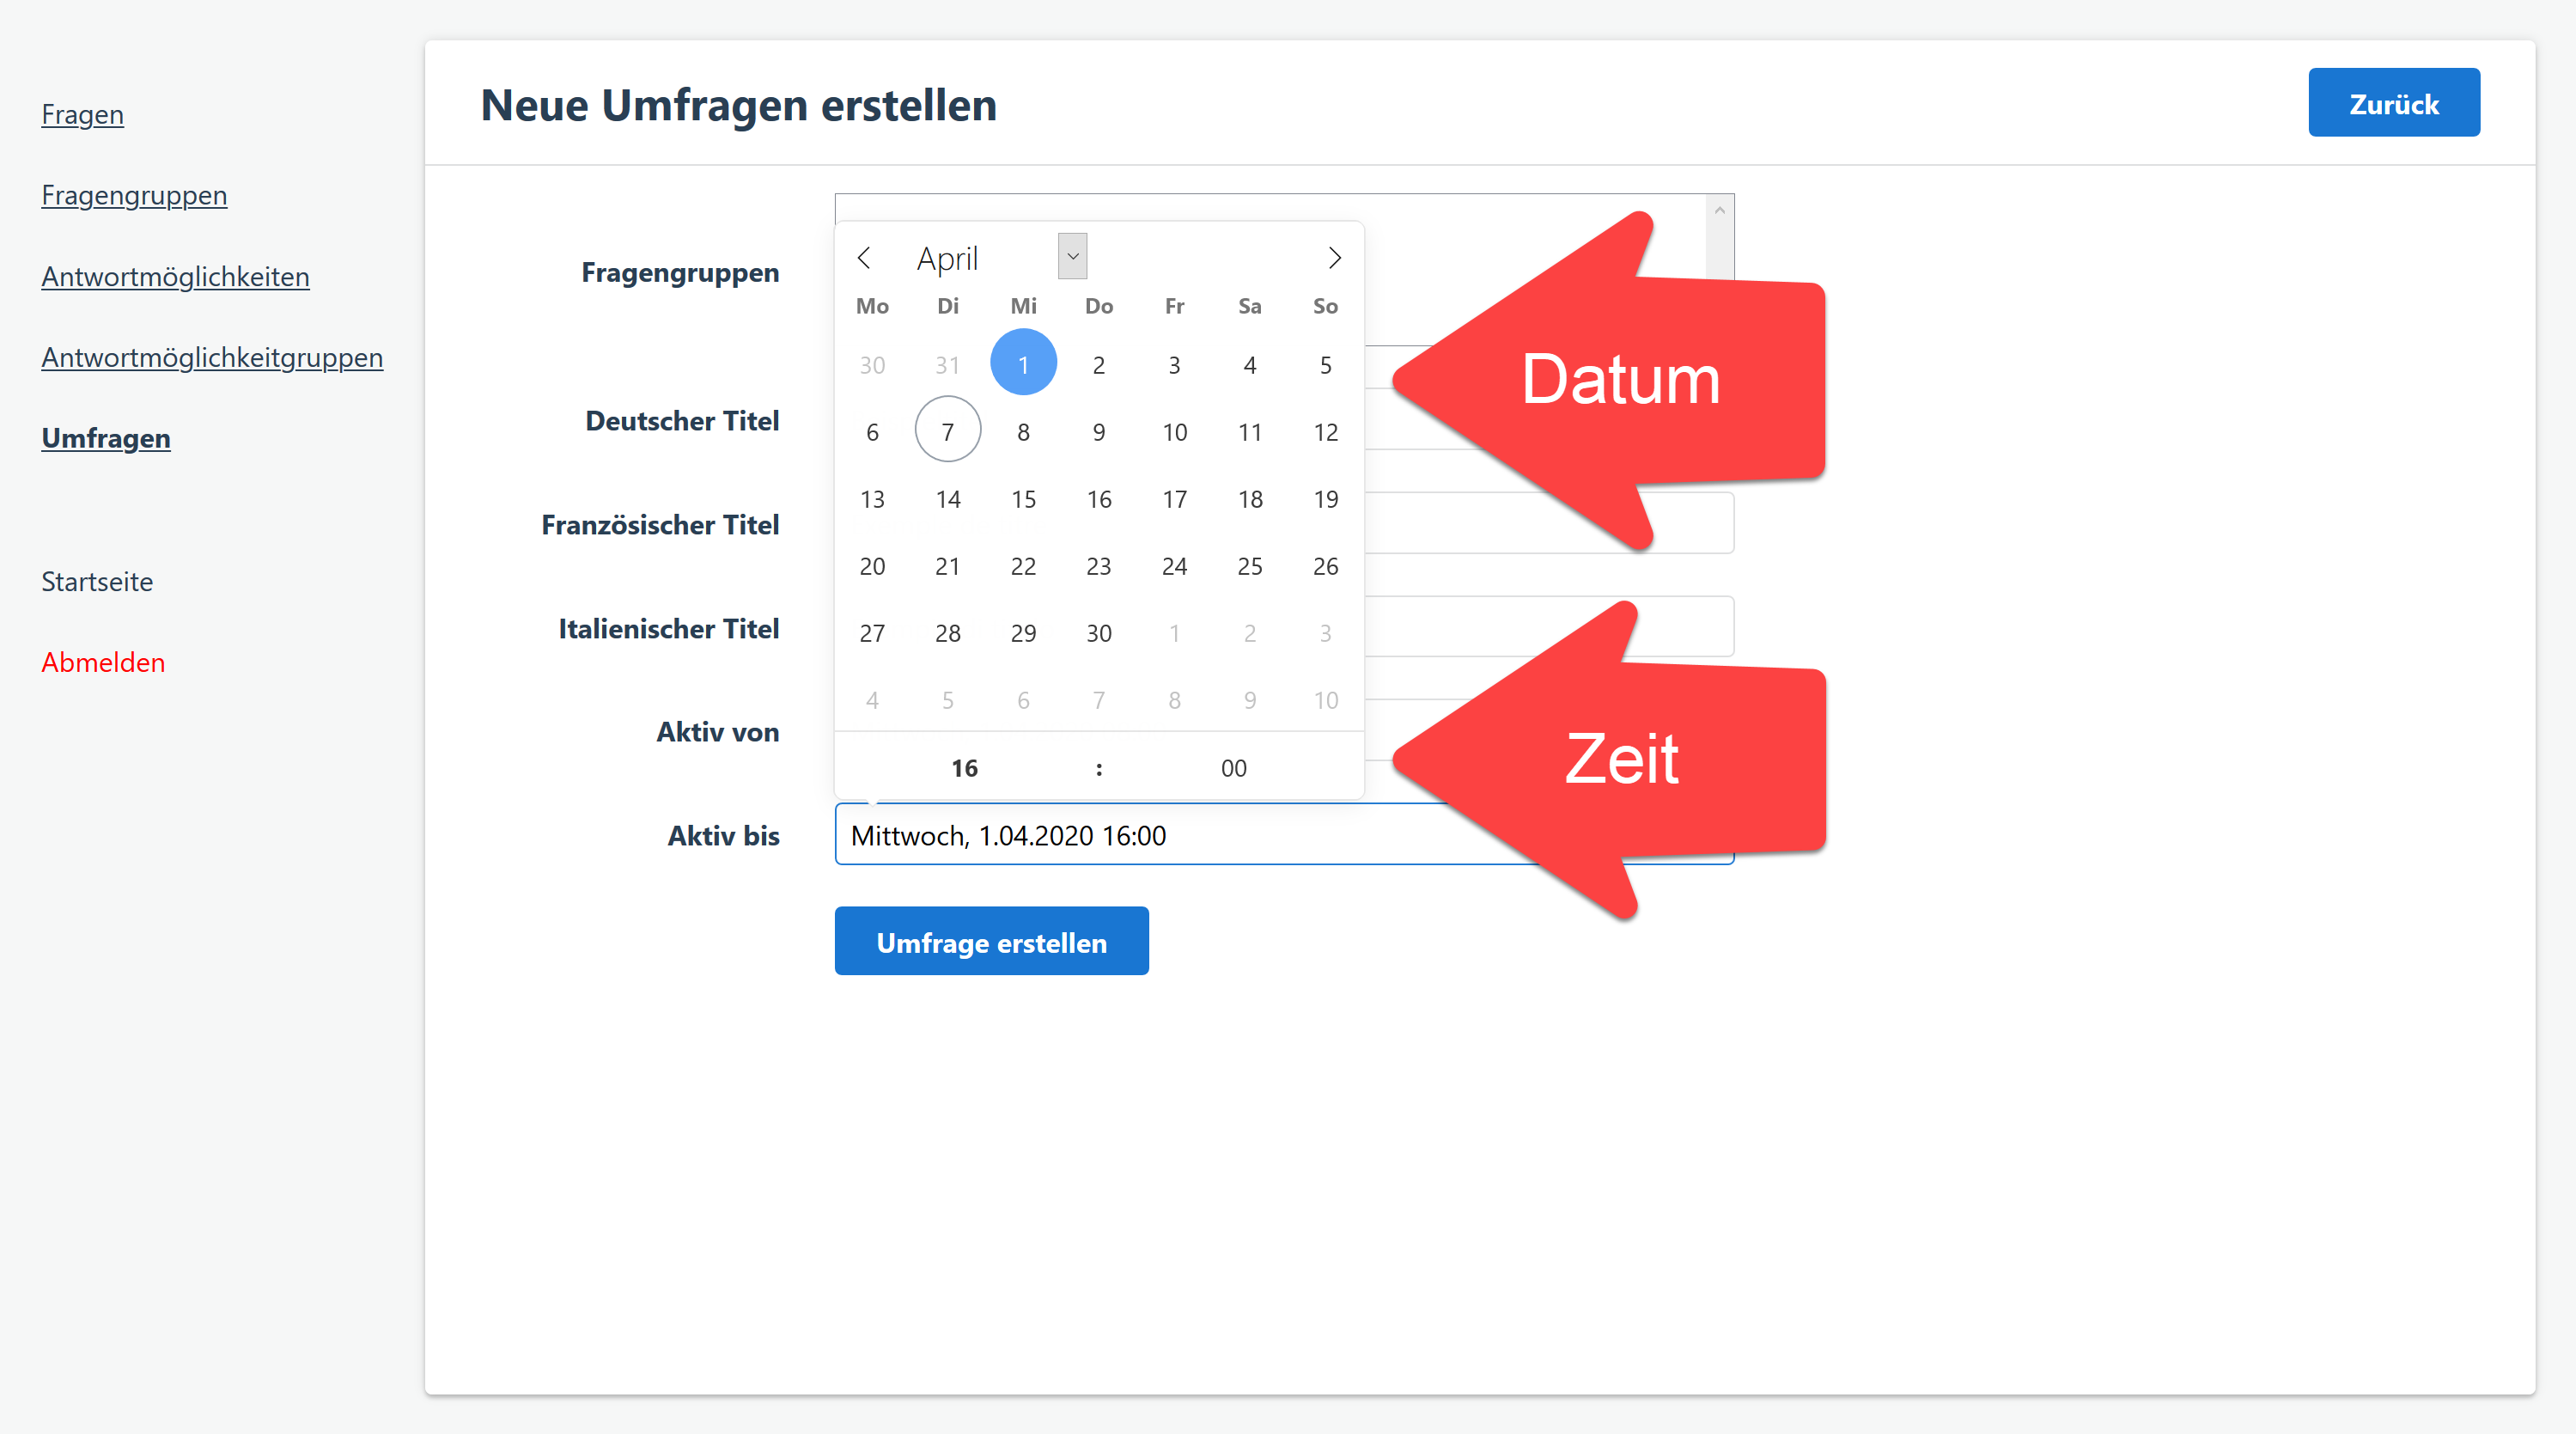 Fragen
Fragengruppen
Antwortmöglichkeiten
Antwortmöglichkeitgruppen
Umfragen
Startseite
Abmelden
Neue Umfragen erstellen
Zurück
Fragengruppen
April
Mo Di Mi Do Fr Sa So
30 31 1 2 3 4 5
6 7 8 9 10 11 12
13 14 15 16 17 18 19
20 21 22 23 24 25 26
27 28 29 30 1 2 3
4 5 6 7 8 9 10
16 : 00
Datum
Zeit
Deutscher Titel
Französischer Titel
Italienischer Titel
Aktiv von
Aktiv bis
Mittwoch, 1.04.2020 16:00
Umfrage erstellen